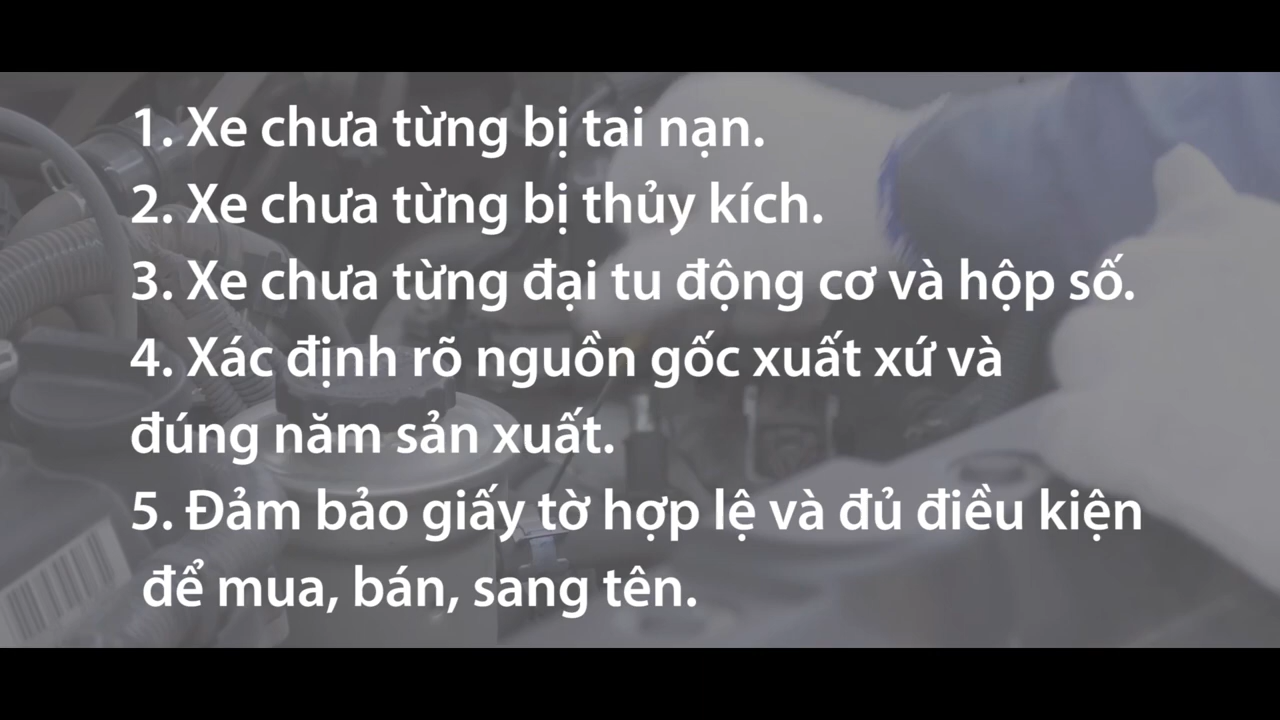 1. Xe chưa từng bị tai nạn.
2. Xe chưa từng bị thủy kích.
3. Xe chưa từng đại tu động cơ và hộp số.
4. Xác định rõ nguồn gốc xuất xứ và
đúng năm sản xuất.
5. Đảm bảo giấy tờ hợp lệ và đủ điều kiện
để mua, bán, sang tên.